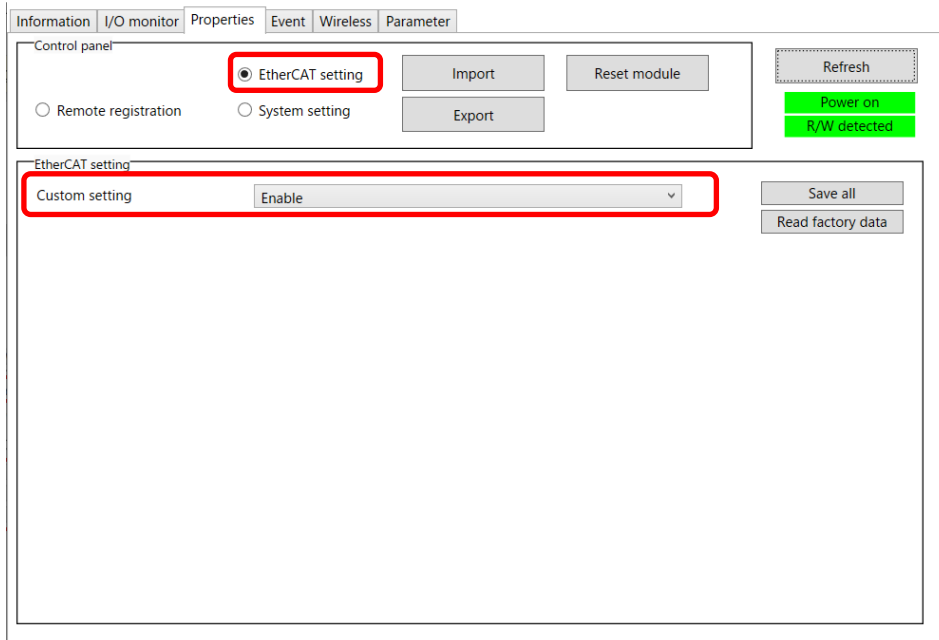 Information I/O monitor Properties Event Wireless Parameter
Control panel
EtherCAT setting Import Reset module Refresh
Remote registration System setting Export Power on
R/W detected
EtherCAT setting
Custom setting Enable Save all
Read factory data